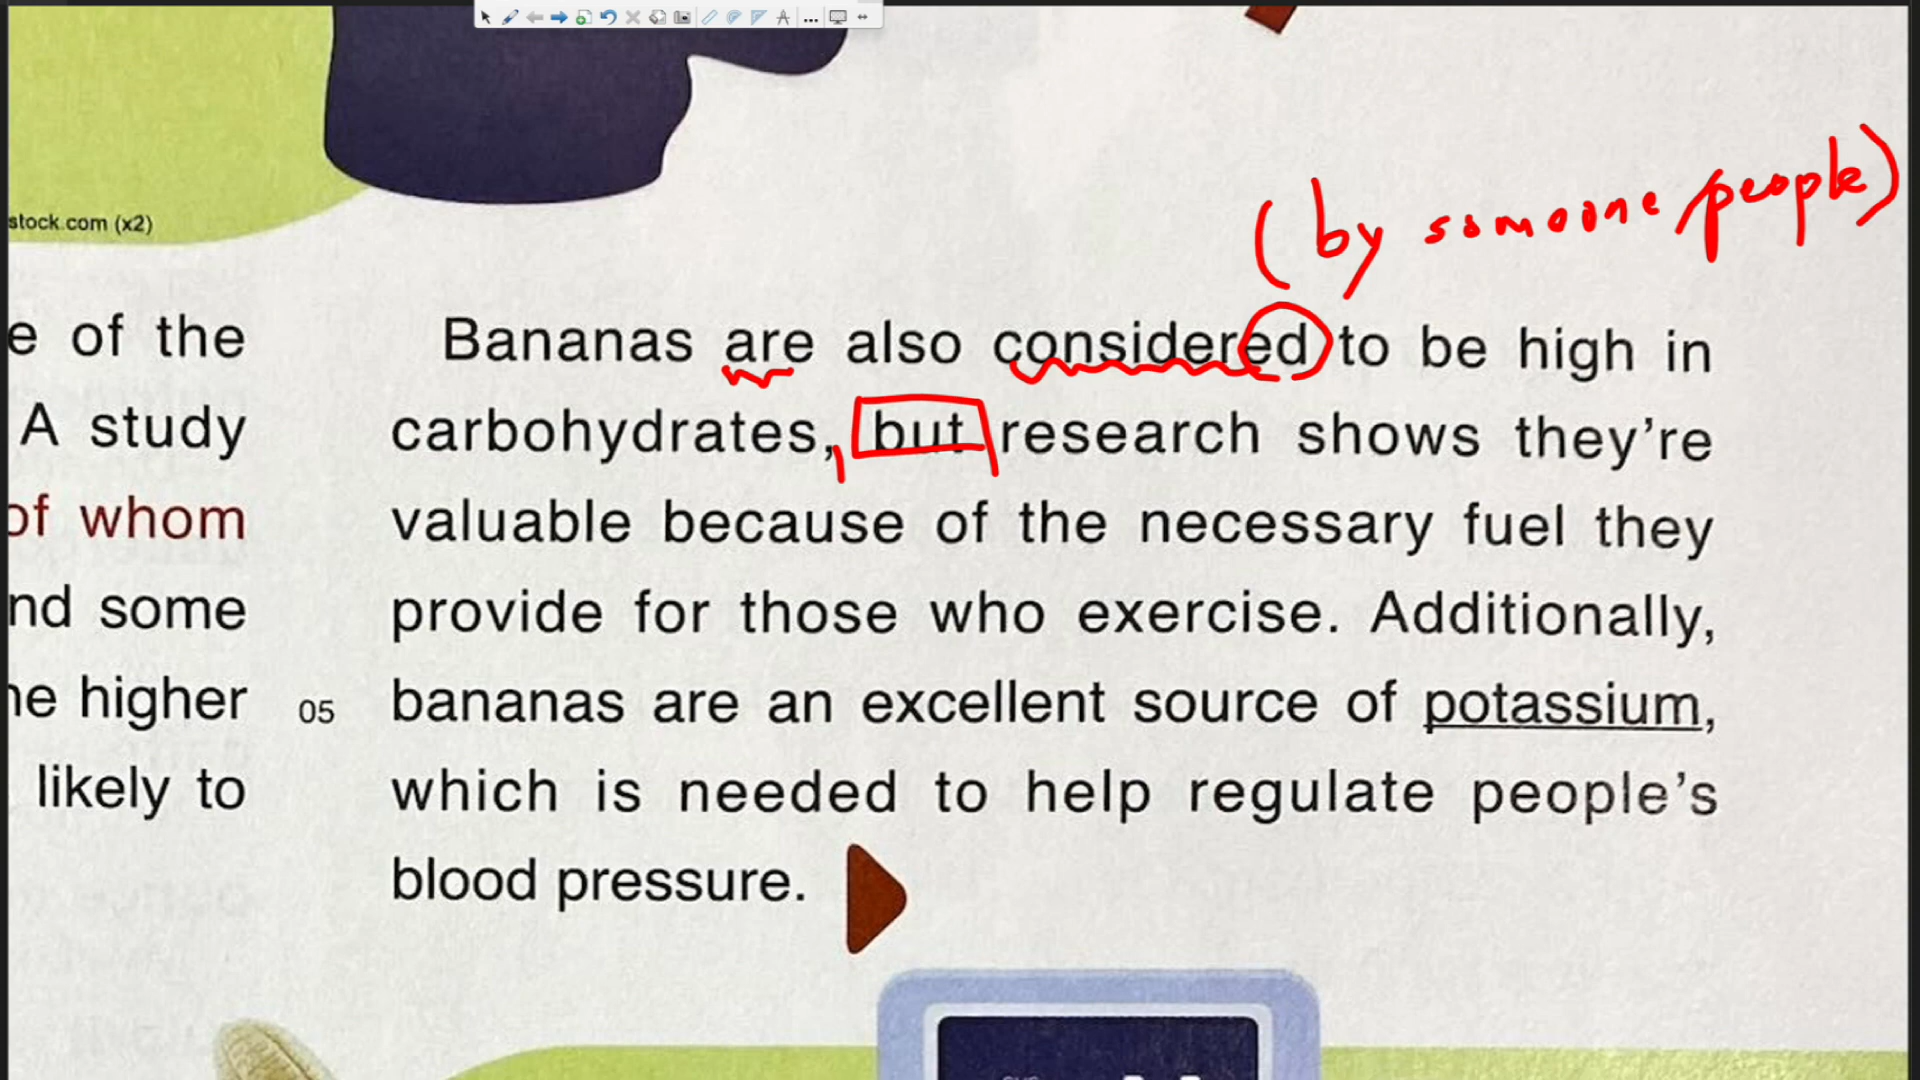 stock.com (x2)
(by someone/people)
e of the
A study
of whom
nd some
he higher
likely to
Bananas are also considered to be high in
carbohydrates, but research shows they're
valuable because of the necessary fuel they
provide for those who exercise. Additionally,
05 bananas are an excellent source of potassium,
which is needed to help regulate people's
blood pressure.